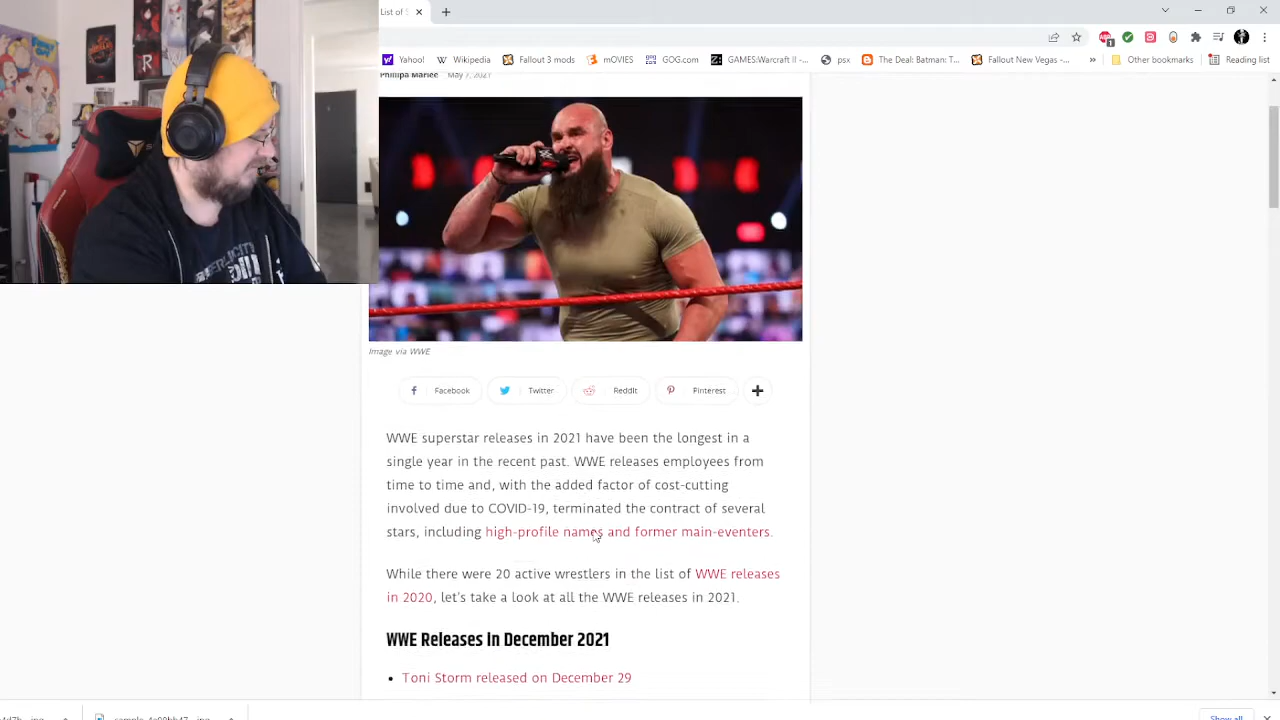 List of
Yahoo!
Wikipedia
Fallout 3 mods
mOVIES
GOG.com
GAMES:Warcraft II -...
psx
The Deal: Batman: T...
Fallout New Vegas -...
»
Other bookmarks
Reading list
Phillipa Marlee May 7, 2021
Image via WWE
Facebook
Twitter
ReddIt
Pinterest
WWE superstar releases in 2021 have been the longest in a
single year in the recent past. WWE releases employees from
time to time and, with the added factor of cost-cutting
involved due to COVID-19, terminated the contract of several
stars, including high-profile names and former main-eventers.
While there were 20 active wrestlers in the list of WWE releases
in 2020, let's take a look at all the WWE releases in 2021.
WWE Releases in December 2021
• Toni Storm released on December 29
Show all